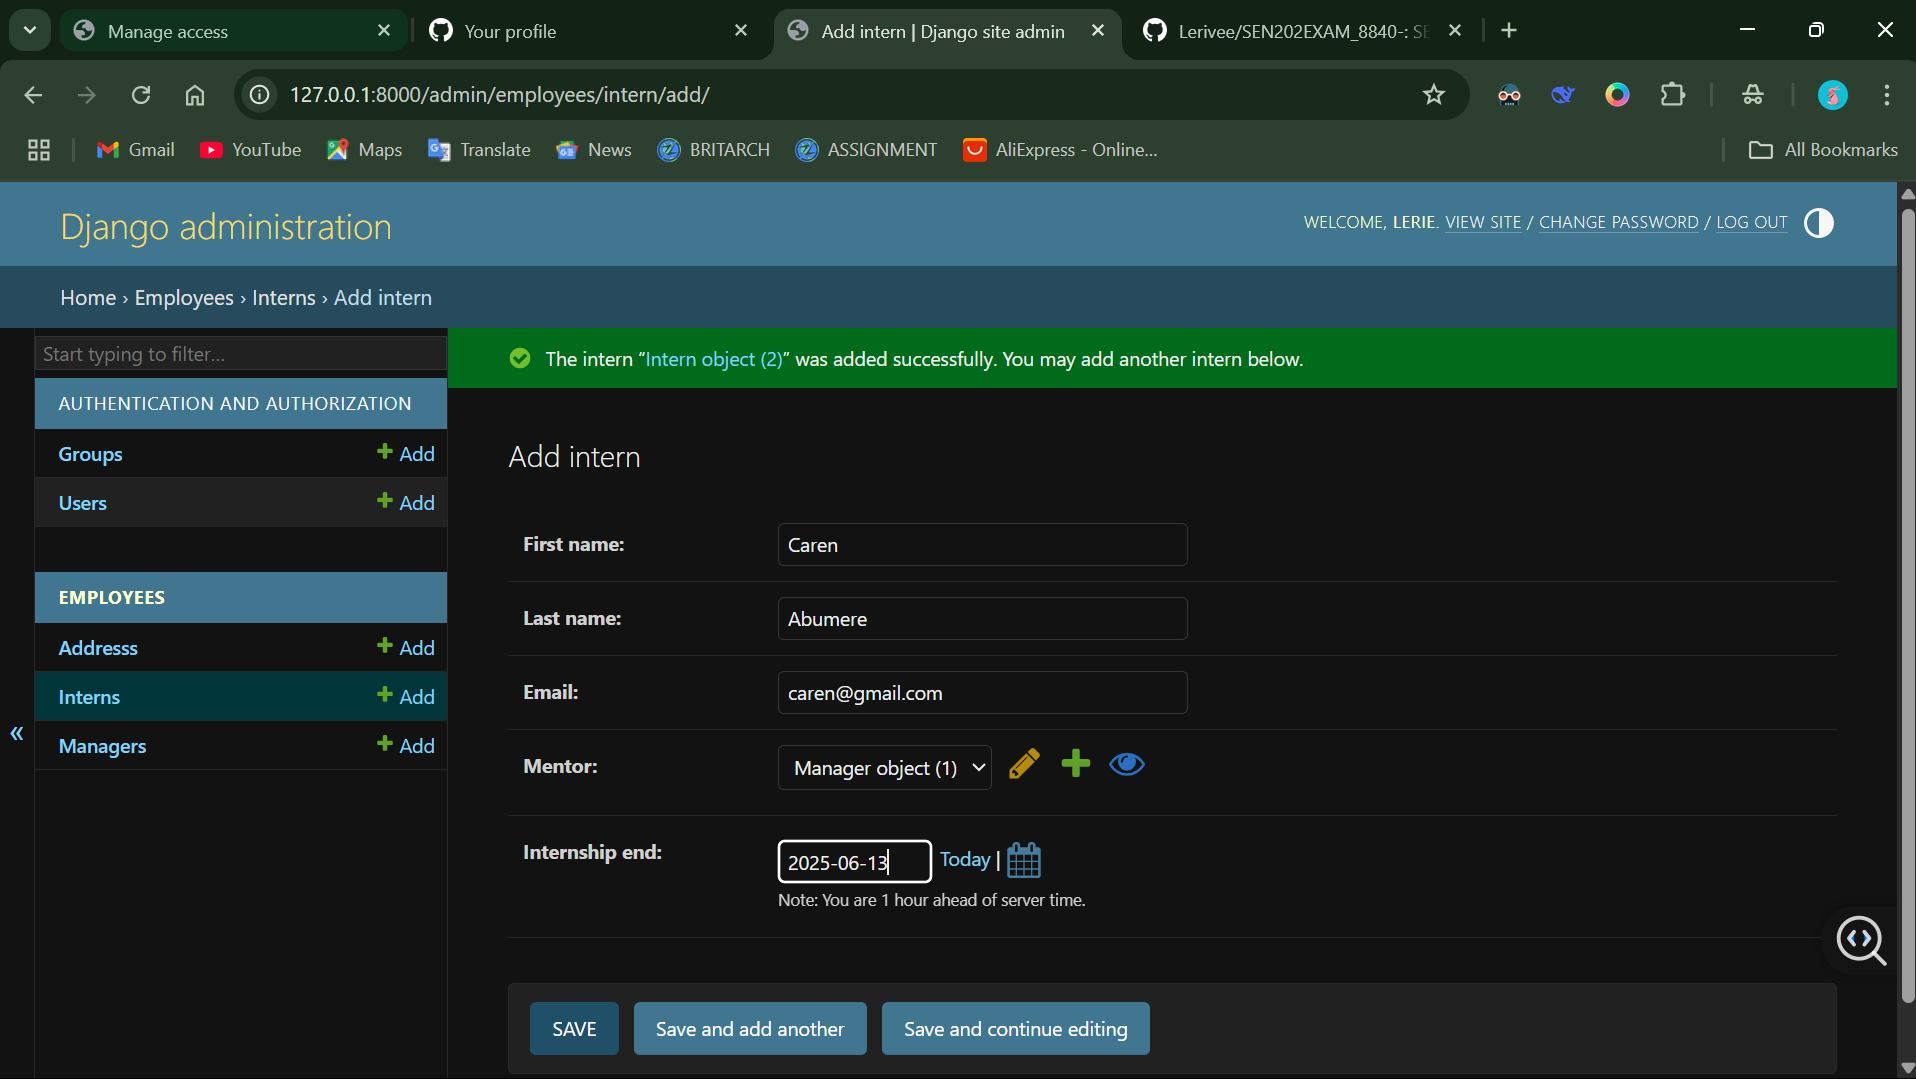 Manage access
Your profile
Add intern | Django site admin
Lerivee/SEN202EXAM_8840-: SE
127.0.0.1:8000/admin/employees/intern/add/
Gmail
YouTube
Maps
Translate
News
BRITARCH
ASSIGNMENT
AliExpress - Online...
All Bookmarks
Django administration
WELCOME, LERIE. VIEW SITE / CHANGE PASSWORD / LOG OUT
Home › Employees › Interns › Add intern
Start typing to filter...
The intern “Intern object (2)” was added successfully. You may add another intern below.
AUTHENTICATION AND AUTHORIZATION
Groups + Add
Users + Add
EMPLOYEES
Addresss + Add
Interns + Add
Managers + Add
«
Add intern
First name: Caren
Last name: Abumere
Email: caren@gmail.com
Mentor: Manager object (1)
Internship end: 2025-06-13 Today |
Note: You are 1 hour ahead of server time.
SAVE
Save and add another
Save and continue editing